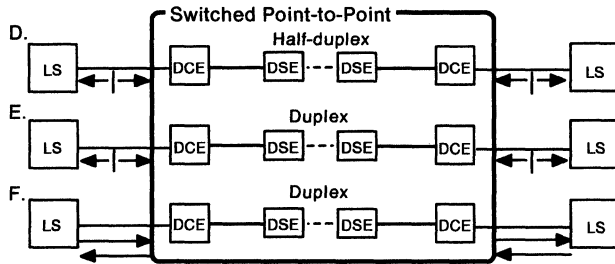 Switched Point-to-Point
D.
Half-duplex
LS DCE DSE DSE DCE LS
E.
Duplex
LS DCE DSE DSE DCE LS
F.
Duplex
LS DCE DSE DSE DCE LS